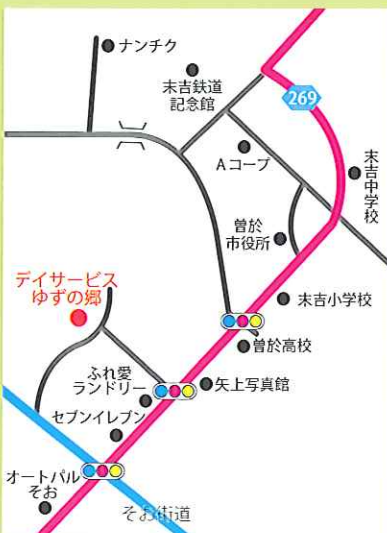 ナンチク
末吉鉄道
記念館
269
Aコープ
末吉中学校
曽於
市役所
デイサービス
ゆずの郷
末吉小学校
曽於高校
ふれ愛
ランドリー
矢上写真館
セブンイレブン
オートパル
そお
そお街道